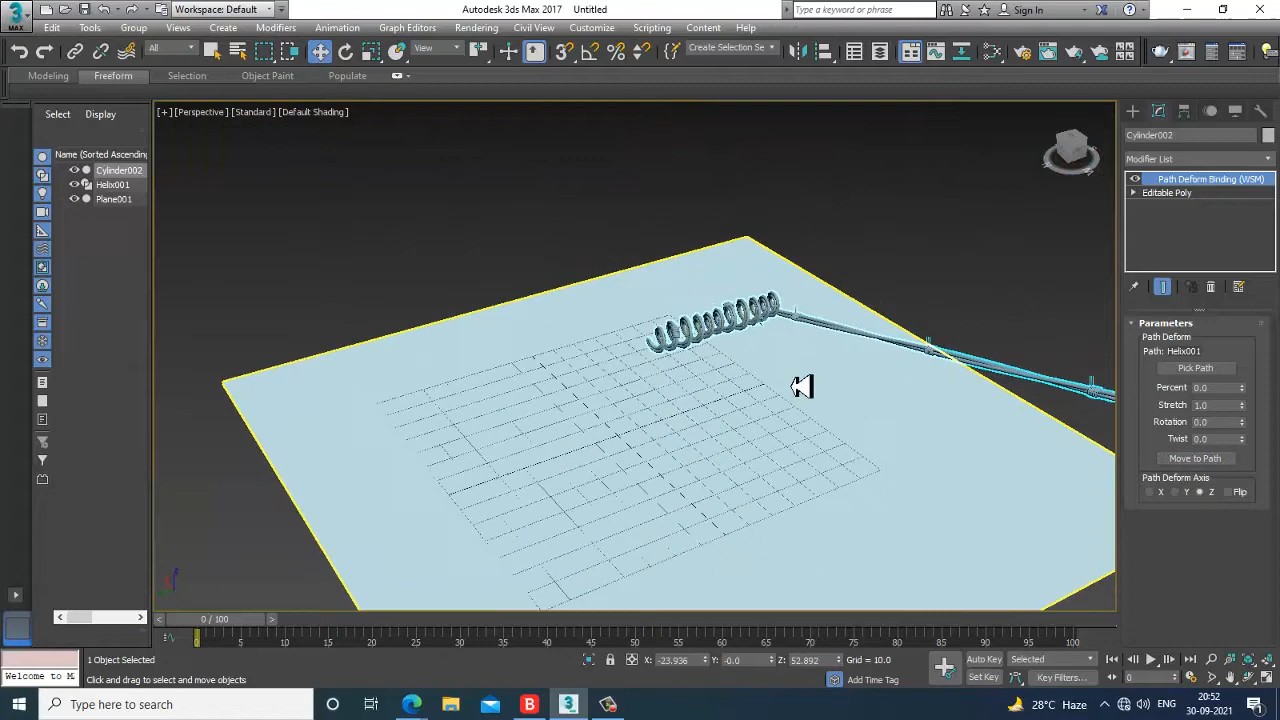 3
MAX
Workspace: Default
Autodesk 3ds Max 2017 Untitled
Type a keyword or phrase
Sign In
Edit Tools Group Views Create Modifiers Animation Graph Editors Rendering Civil View Customize Scripting Content Help
All
View
Create Selection Se
Modeling Freeform Selection Object Paint Populate
Select Display
Name (Sorted Ascending
Cylinder002
Helix001
Plane001
[+] [Perspective] [Standard] [Default Shading]
Cylinder002
Modifier List
Path Deform Binding (WSM)
Editable Poly
Parameters
Path Deform
Path: Helix001
Pick Path
Percent 0.0
Stretch 1.0
Rotation 0.0
Twist 0.0
Move to Path
Path Deform Axis
X Y Z Flip
0 / 100
0 5 10 15 20 25 30 35 40 45 50 55 60 65 70 75 80 85 90 95 100
1 Object Selected
X: -23.936 Y: -0.0 Z: 52.892 Grid = 10.0
Auto Key Selected
Welcome to M
Click and drag to select and move objects
Add Time Tag
Set Key Key Filters...
0
Type here to search
B
3
28°C Haze
ENG
20:52
30-09-2021
1